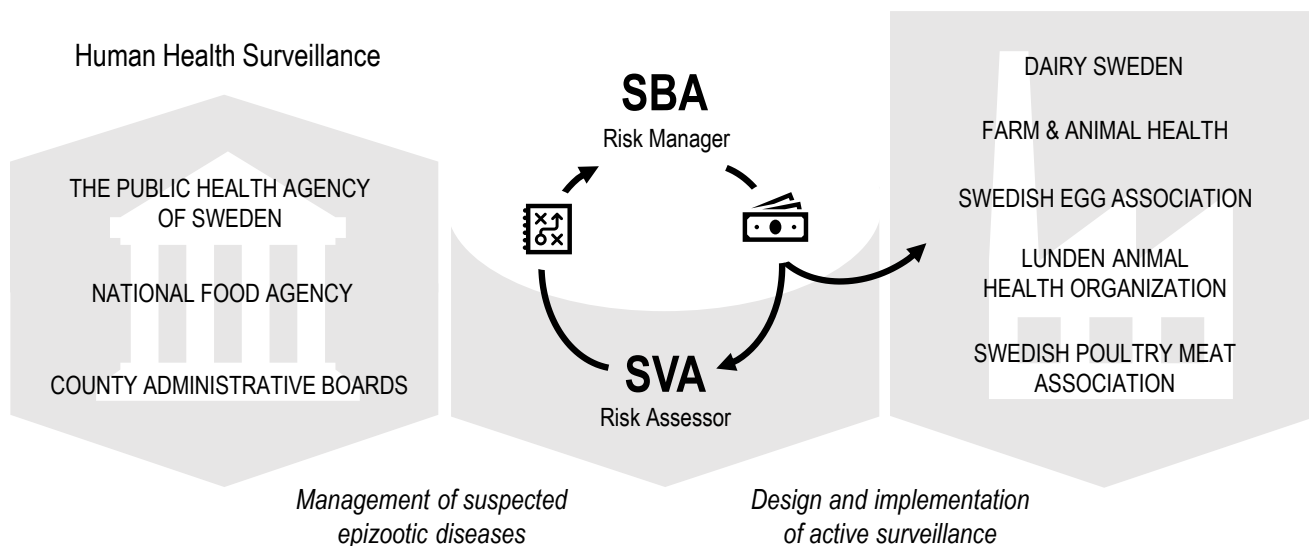 Human Health Surveillance
THE PUBLIC HEALTH AGENCY
OF SWEDEN
NATIONAL FOOD AGENCY
COUNTY ADMINISTRATIVE BOARDS
SBA
Risk Manager
SVA
Risk Assessor
DAIRY SWEDEN
FARM & ANIMAL HEALTH
SWEDISH EGG ASSOCIATION
LUNDEN ANIMAL
HEALTH ORGANIZATION
SWEDISH POULTRY MEAT
ASSOCIATION
Management of suspected
epizootic diseases
Design and implementation
of active surveillance